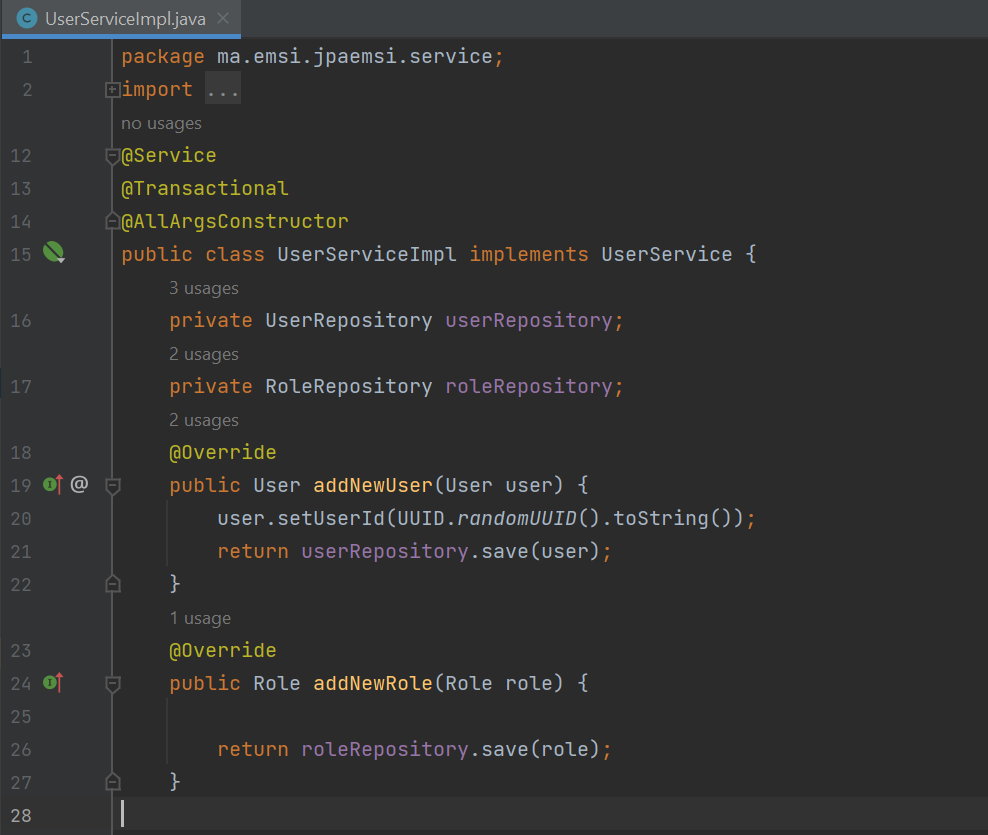 UserServiceImpl.java
1 package ma.emsi.jpaemsi.service;
2 import ...
no usages
12 @Service
13 @Transactional
14 @AllArgsConstructor
15 public class UserServiceImpl implements UserService {
3 usages
16 private UserRepository userRepository;
2 usages
17 private RoleRepository roleRepository;
2 usages
18 @Override
19 @ public User addNewUser(User user) {
20 user.setUserId(UUID.randomUUID().toString());
21 return userRepository.save(user);
22 }
1 usage
23 @Override
24 public Role addNewRole(Role role) {
25
26 return roleRepository.save(role);
27 }
28